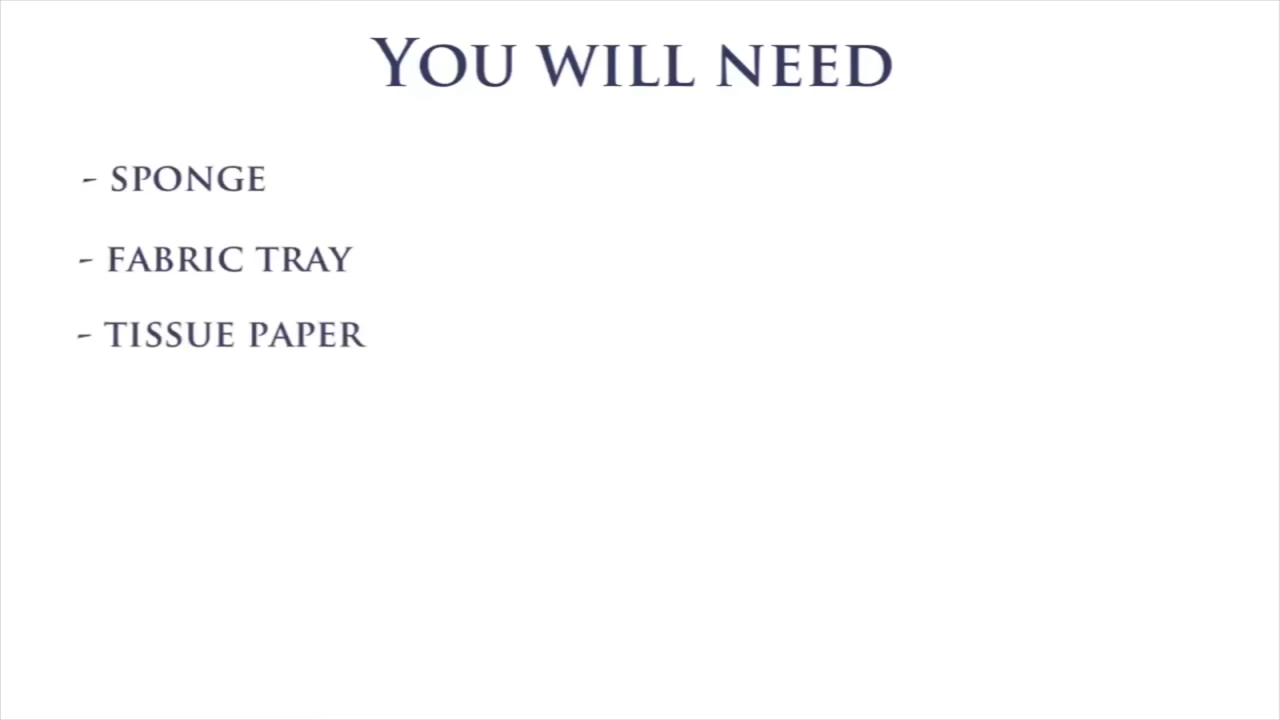 You will need
- sponge
- fabric tray
- tissue paper